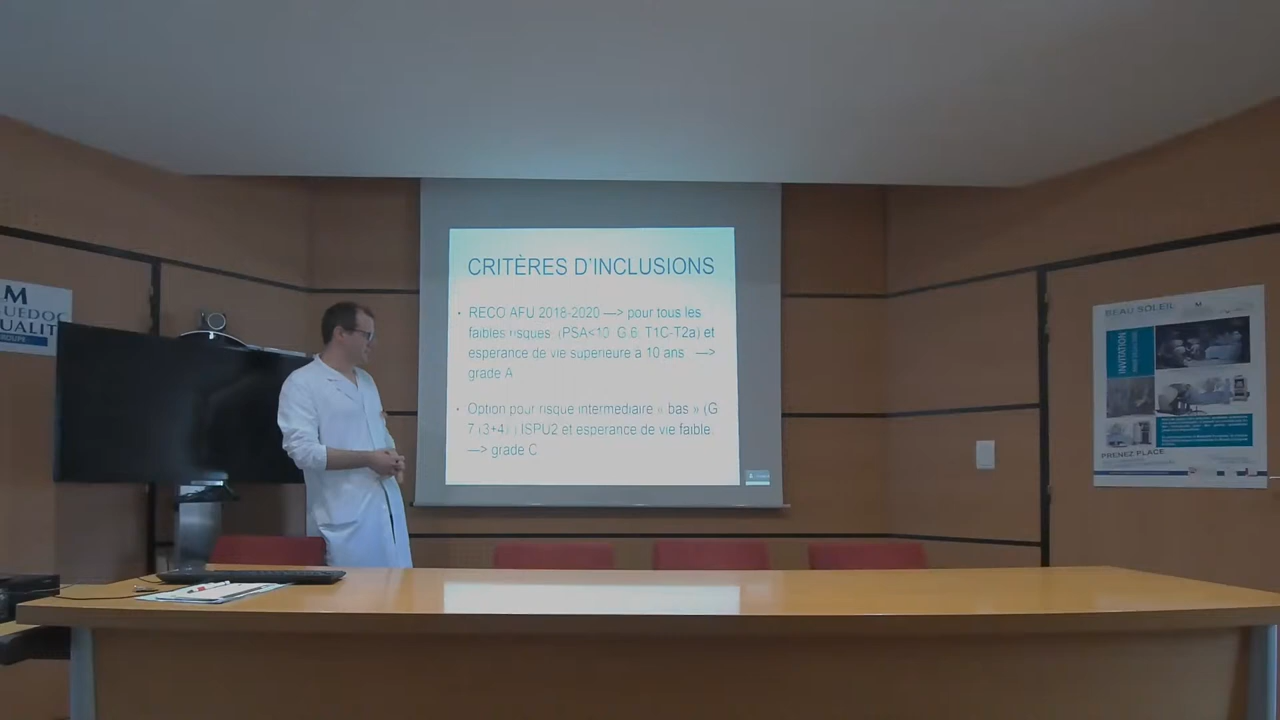 CRITÈRES D'INCLUSIONS
• RECO AFU 2018-2020 —> pour tous les
faibles risques (PSA<10 G 6 T1C-T2a) et
esperance de vie superieure a 10 ans —>
grade A
• Option pour risque intermediaire « bas » (G
7 (3+4) ) ISPU2 et esperance de vie faible
—> grade C
M
UEDOC
UALIT
BEAU SOLEIL
INVITATION
PRENEZ PLACE